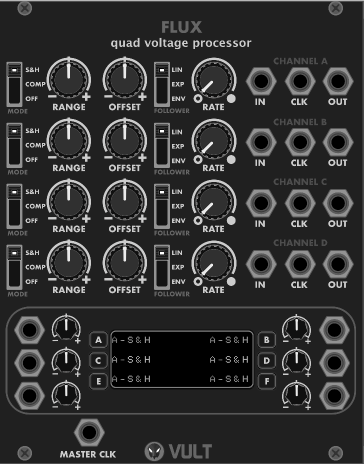 FLUX
quad voltage processor
CHANNEL A
S&H
COMP
OFF
MODE
RANGE
OFFSET
LIN
EXP
ENV
FOLLOWER
RATE
IN CLK OUT
CHANNEL B
S&H
COMP
OFF
MODE
RANGE
OFFSET
LIN
EXP
ENV
FOLLOWER
RATE
IN CLK OUT
CHANNEL C
S&H
COMP
OFF
MODE
RANGE
OFFSET
LIN
EXP
ENV
FOLLOWER
RATE
IN CLK OUT
CHANNEL D
S&H
COMP
OFF
MODE
RANGE
OFFSET
LIN
EXP
ENV
FOLLOWER
RATE
IN CLK OUT
A A-S&H A-S&H B
C A-S&H A-S&H D
E A-S&H A-S&H F
MASTER CLK
VULT